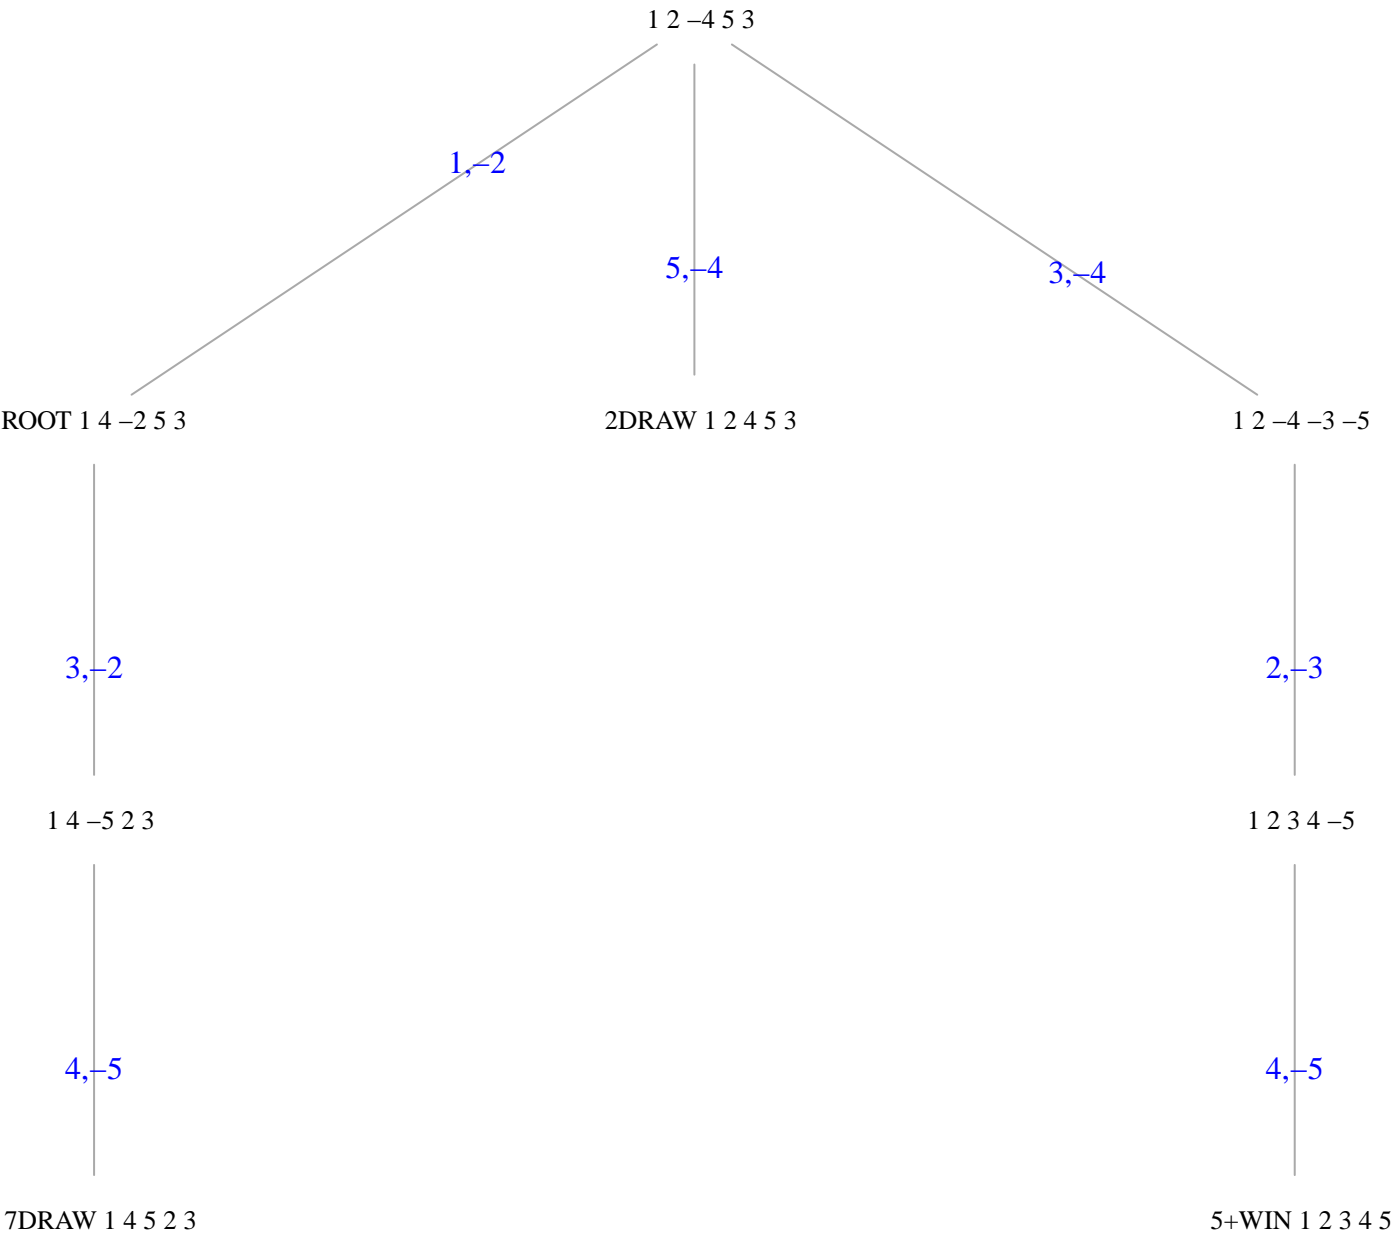 1 2 –4 5 3
1,–2
5,–4
3,–4
ROOT 1 4 –2 5 3
2DRAW 1 2 4 5 3
1 2 –4 –3 –5
3,–2
2,–3
1 4 –5 2 3
1 2 3 4 –5
4,–5
4,–5
7DRAW 1 4 5 2 3
5+WIN 1 2 3 4 5